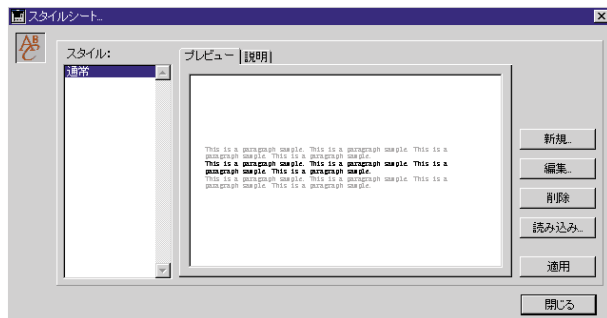 スタイルシート...
ABC
スタイル:
通常
プレビュー
説明
This is a paragraph sample. This is a paragraph sample. This is a
paragraph sample. This is a paragraph sample.
This is a paragraph sample. This is a paragraph sample. This is a
paragraph sample. This is a paragraph sample.
This is a paragraph sample. This is a paragraph sample. This is a
paragraph sample. This is a paragraph sample.
新規...
編集...
削除
読み込み...
適用
閉じる